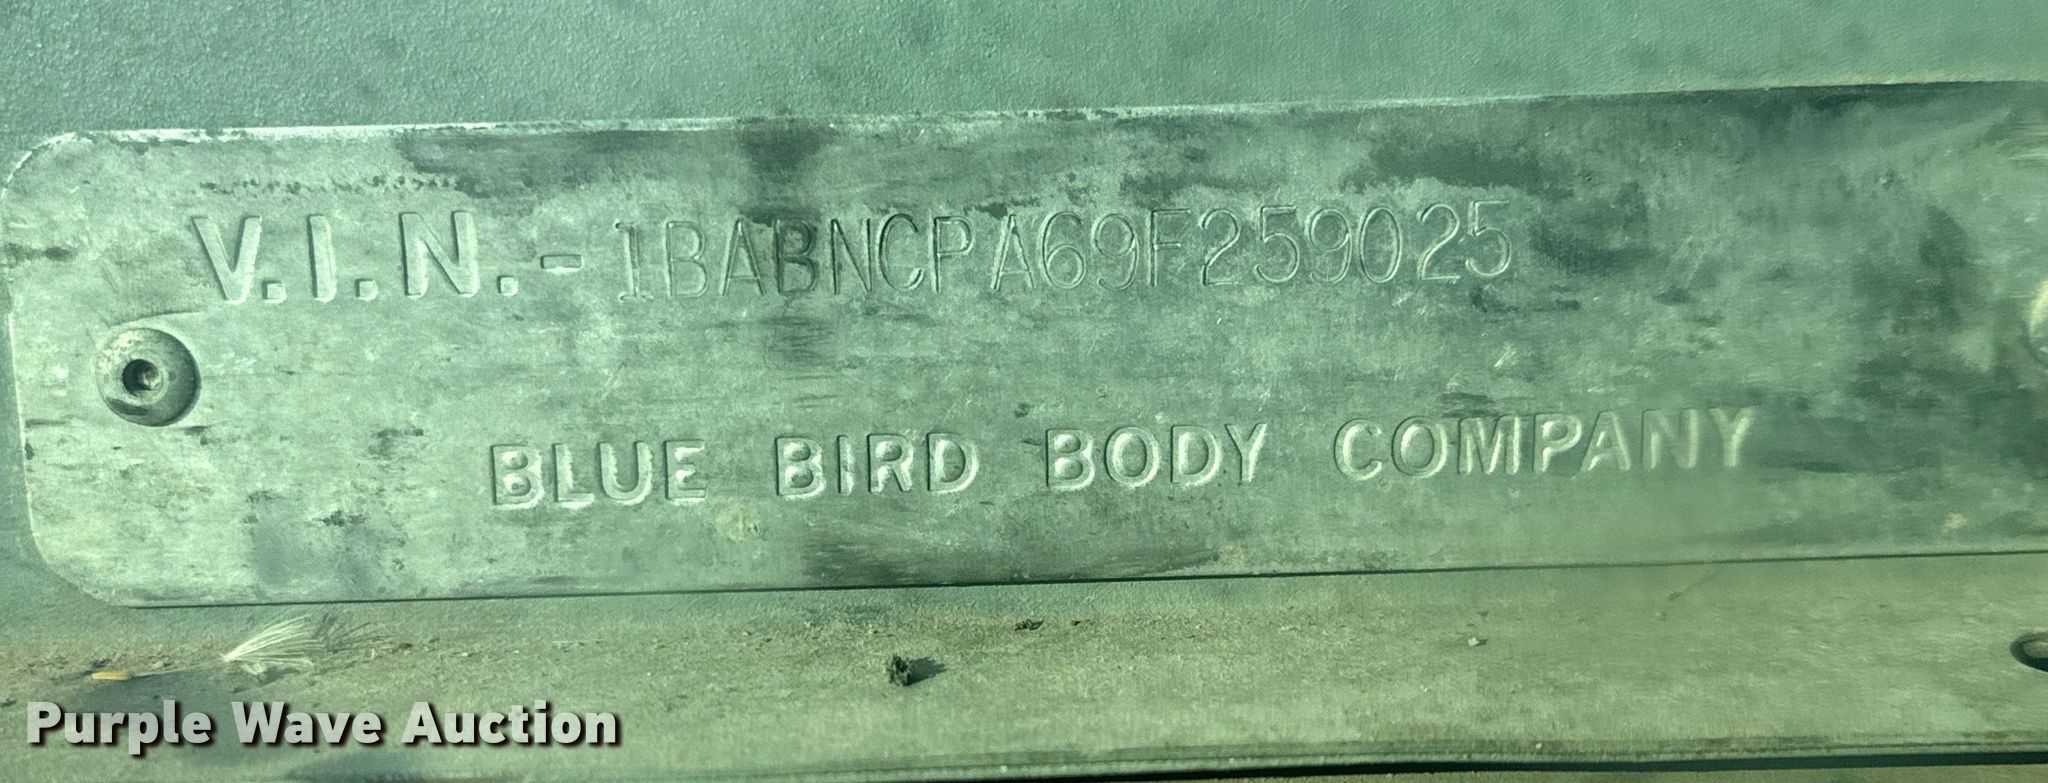 V.I.N.-1BABNCPA69F259025
BLUE BIRD BODY COMPANY
Purple Wave Auction